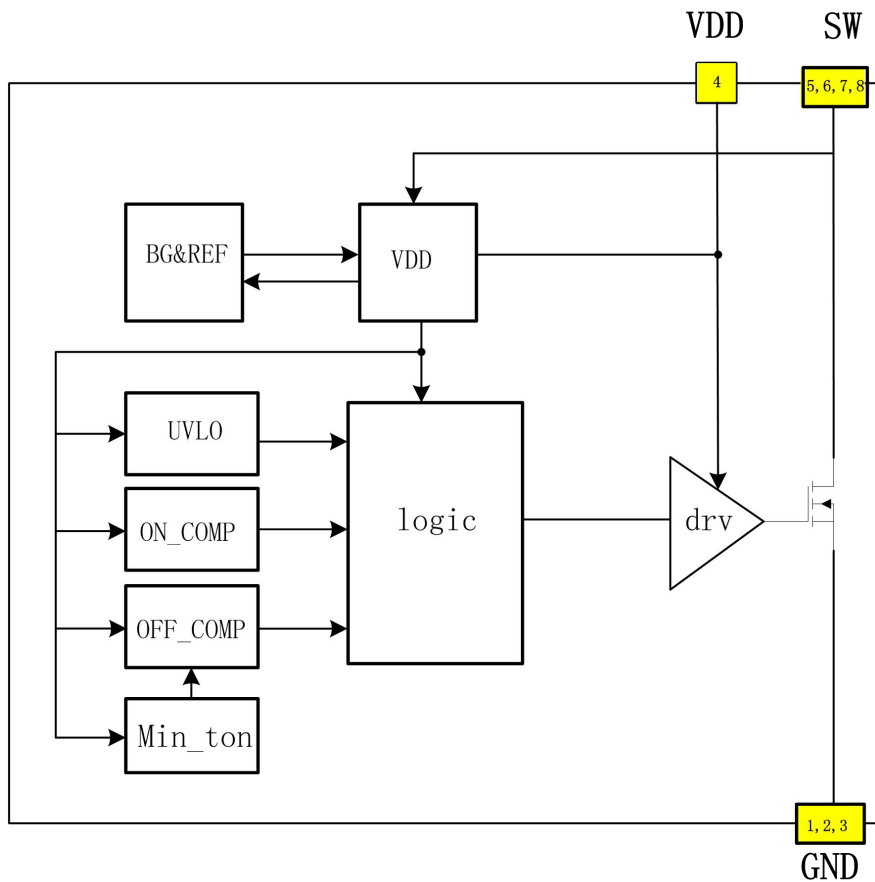 VDD SW
4
5,6,7,8
BG&REF
VDD
UVLO
ON_COMP
logic
drv
OFF_COMP
Min_ton
1,2,3
GND